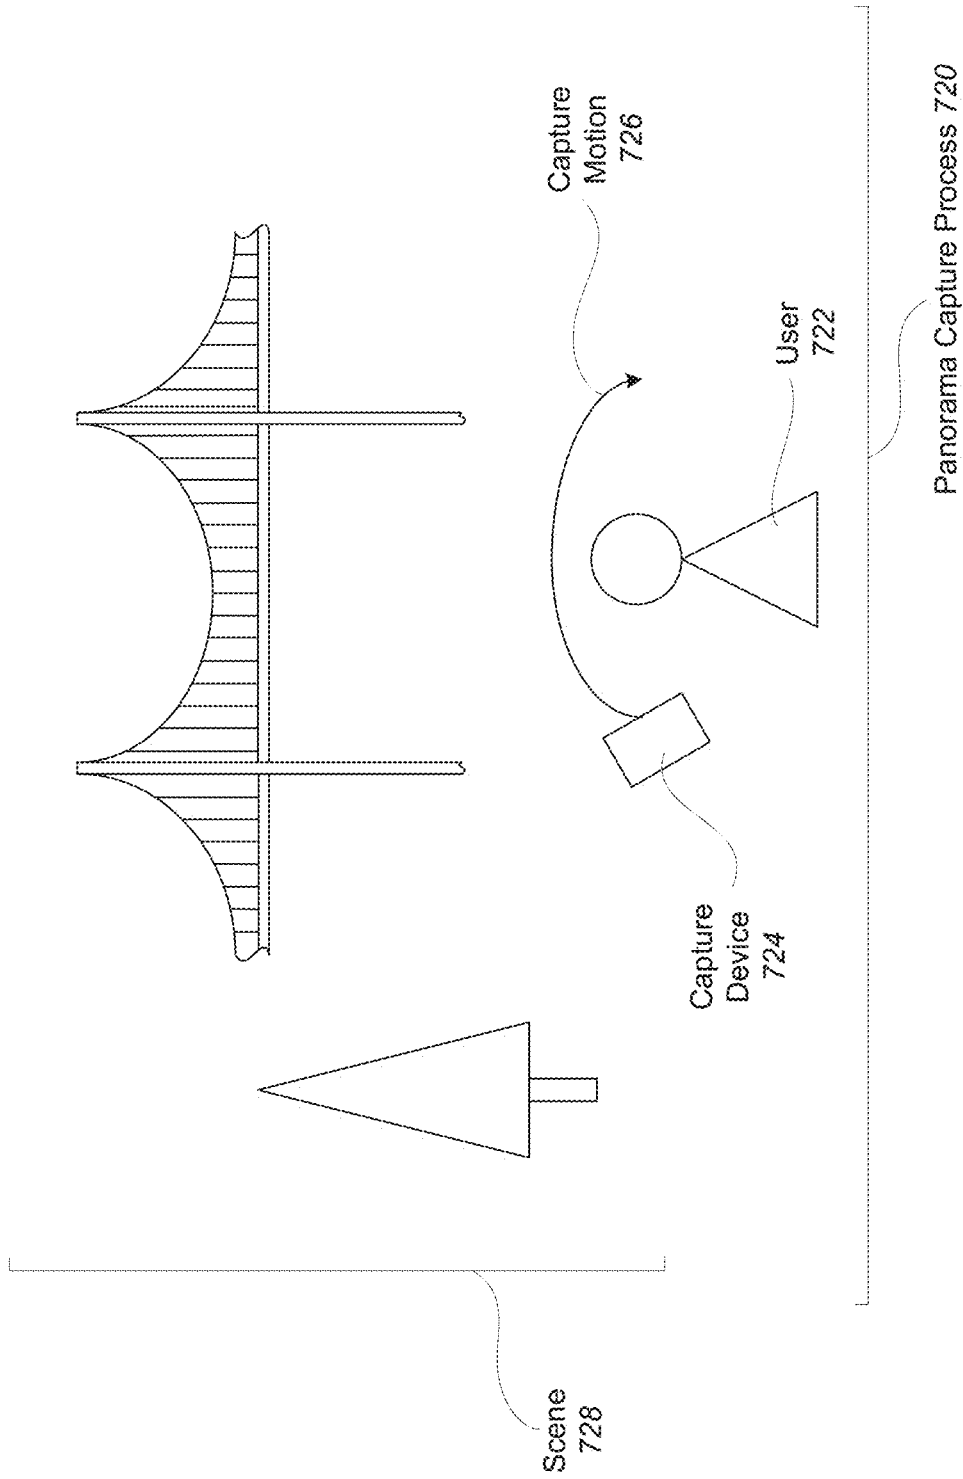 Scene
728
Capture
Device
724
User
722
Capture
Motion
726
Panorama Capture Process 720